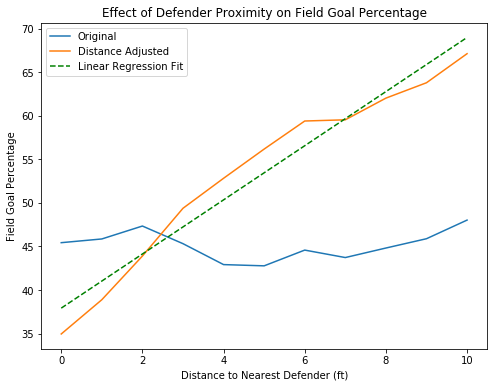 Effect of Defender Proximity on Field Goal Percentage
Original
Distance Adjusted
Linear Regression Fit
Field Goal Percentage
70
65
60
55
50
45
40
35
0 2 4 6 8 10
Distance to Nearest Defender (ft)